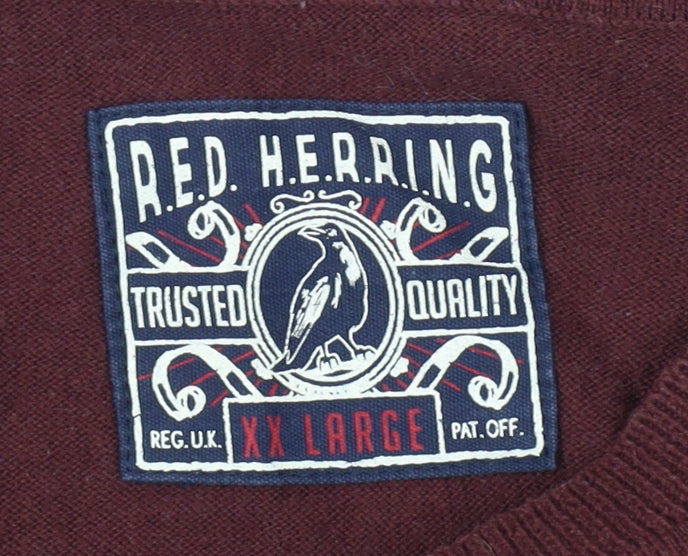 R.E.D. H.E.R.R.I.N.G
TRUSTED QUALITY
REG. U.K. XX LARGE PAT. OFF.